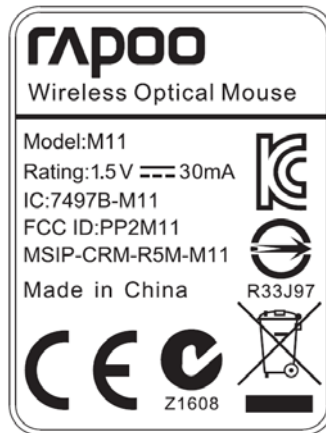 rapoo
Wireless Optical Mouse
Model:M11
Rating:1.5V ⎓ 30mA
IC:7497B-M11
FCC ID:PP2M11
MSIP-CRM-R5M-M11
Made in China
R33J97
CE
Z1608